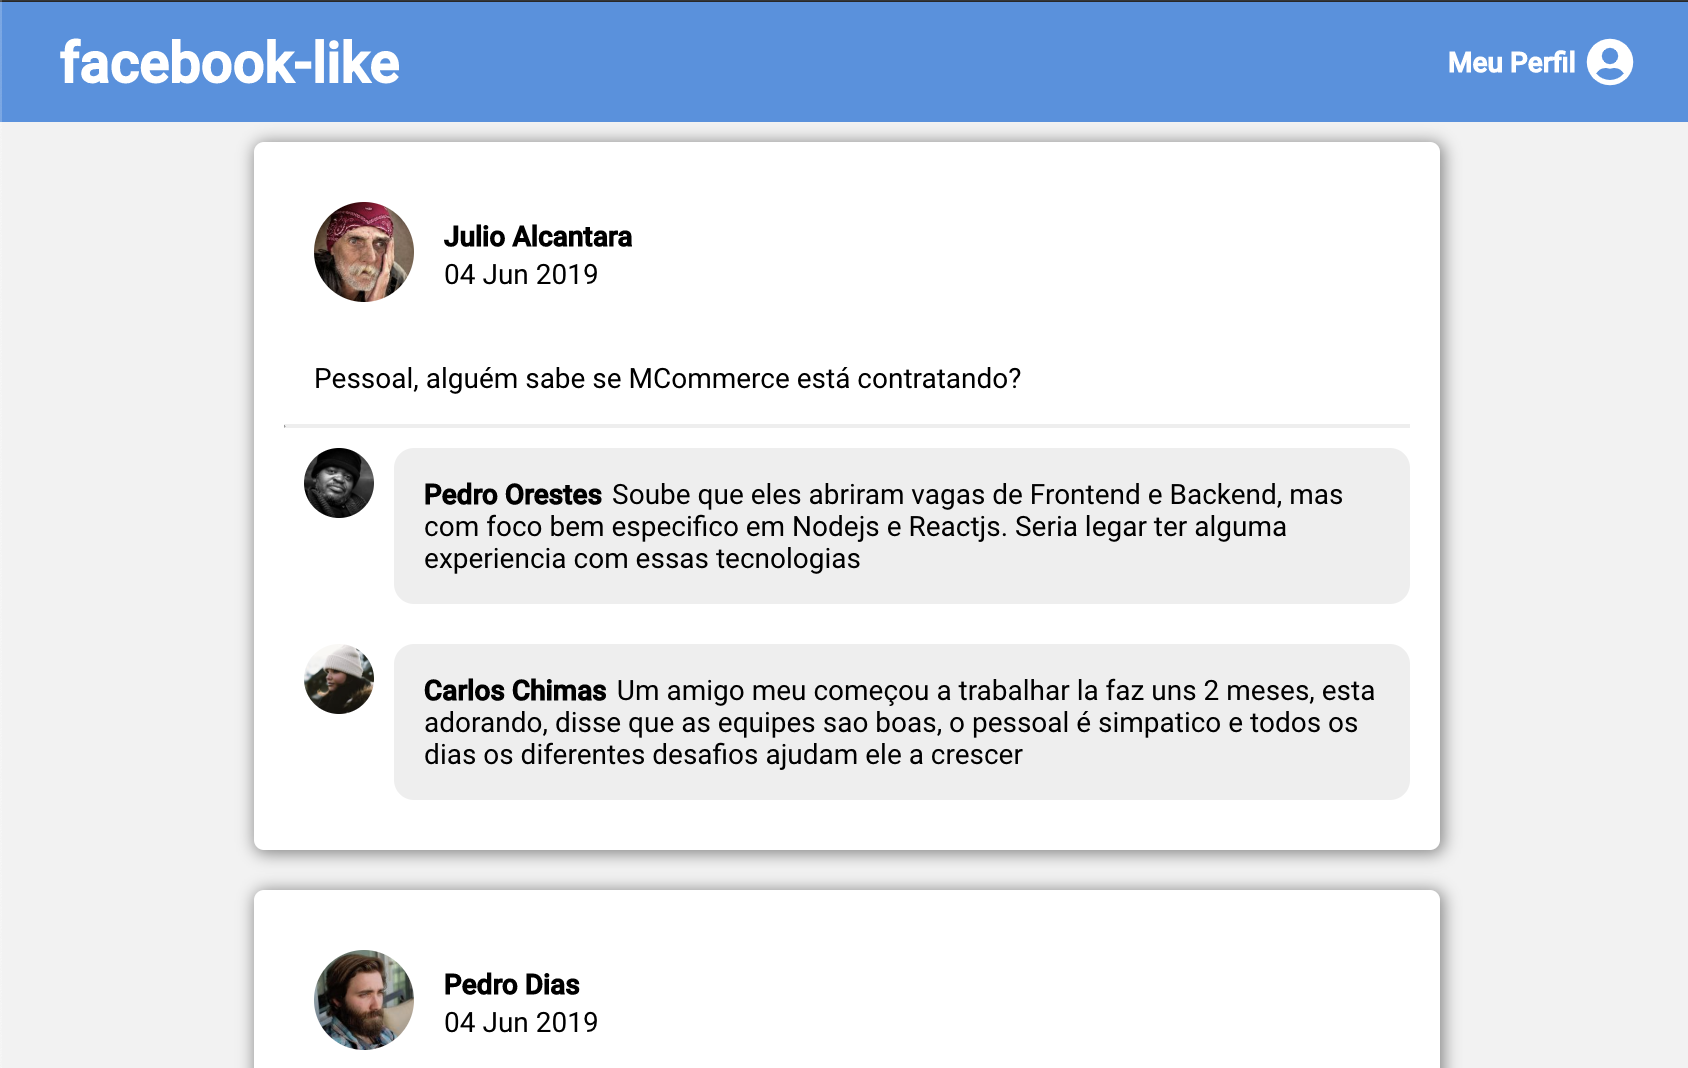 facebook-like
Meu Perfil
Julio Alcantara
04 Jun 2019
Pessoal, alguém sabe se MCommerce está contratando?
Pedro Orestes Soube que eles abriram vagas de Frontend e Backend, mas
com foco bem especifico em Nodejs e Reactjs. Seria legar ter alguma
experiencia com essas tecnologias
Carlos Chimas Um amigo meu começou a trabalhar la faz uns 2 meses, esta
adorando, disse que as equipes sao boas, o pessoal é simpatico e todos os
dias os diferentes desafios ajudam ele a crescer
Pedro Dias
04 Jun 2019